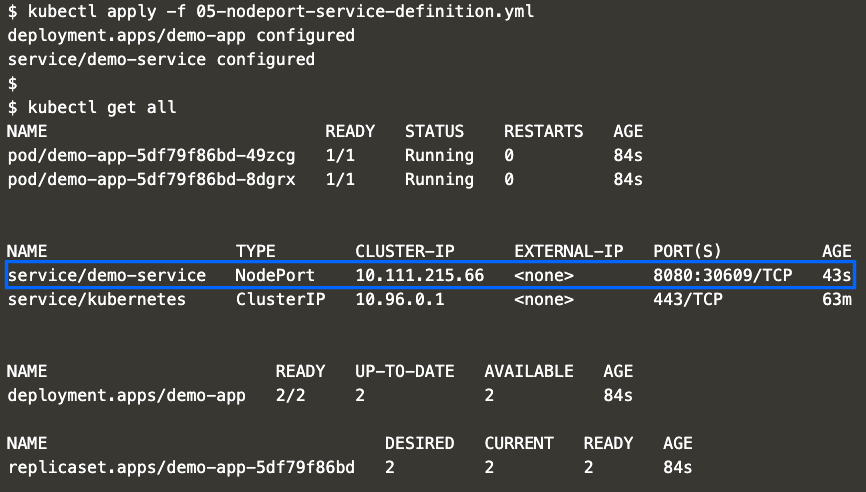 $ kubectl apply -f 05-nodeport-service-definition.yml
deployment.apps/demo-app configured
service/demo-service configured
$
$ kubectl get all
NAME READY STATUS RESTARTS AGE
pod/demo-app-5df79f86bd-49zcg 1/1 Running 0 84s
pod/demo-app-5df79f86bd-8dgrx 1/1 Running 0 84s
NAME TYPE CLUSTER-IP EXTERNAL-IP PORT(S) AGE
service/demo-service NodePort 10.111.215.66 <none> 8080:30609/TCP 43s
service/kubernetes ClusterIP 10.96.0.1 <none> 443/TCP 63m
NAME READY UP-TO-DATE AVAILABLE AGE
deployment.apps/demo-app 2/2 2 2 84s
NAME DESIRED CURRENT READY AGE
replicaset.apps/demo-app-5df79f86bd 2 2 2 84s